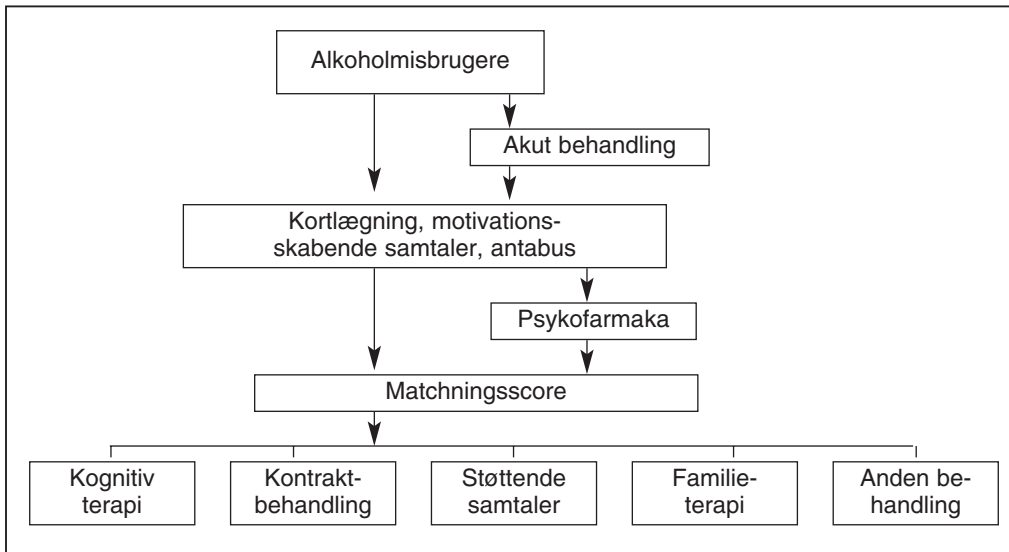 Alkoholmisbrugere
Akut behandling
Kortlægning, motivations-
skabende samtaler, antabus
Psykofarmaka
Matchningsscore
Kognitiv
terapi
Kontrakt-
behandling
Støttende
samtaler
Familie-
terapi
Anden be-
handling